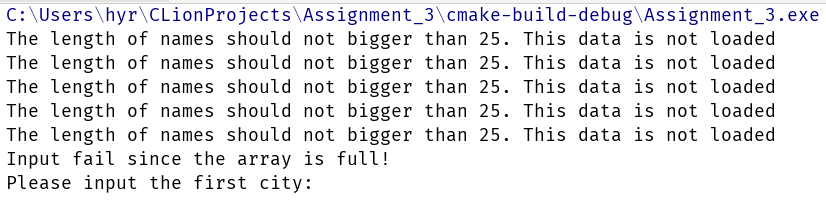 C:\Users\hyr\CLionProjects\Assignment_3\cmake-build-debug\Assignment_3.exe
The length of names should not bigger than 25. This data is not loaded
The length of names should not bigger than 25. This data is not loaded
The length of names should not bigger than 25. This data is not loaded
The length of names should not bigger than 25. This data is not loaded
The length of names should not bigger than 25. This data is not loaded
Input fail since the array is full!
Please input the first city: